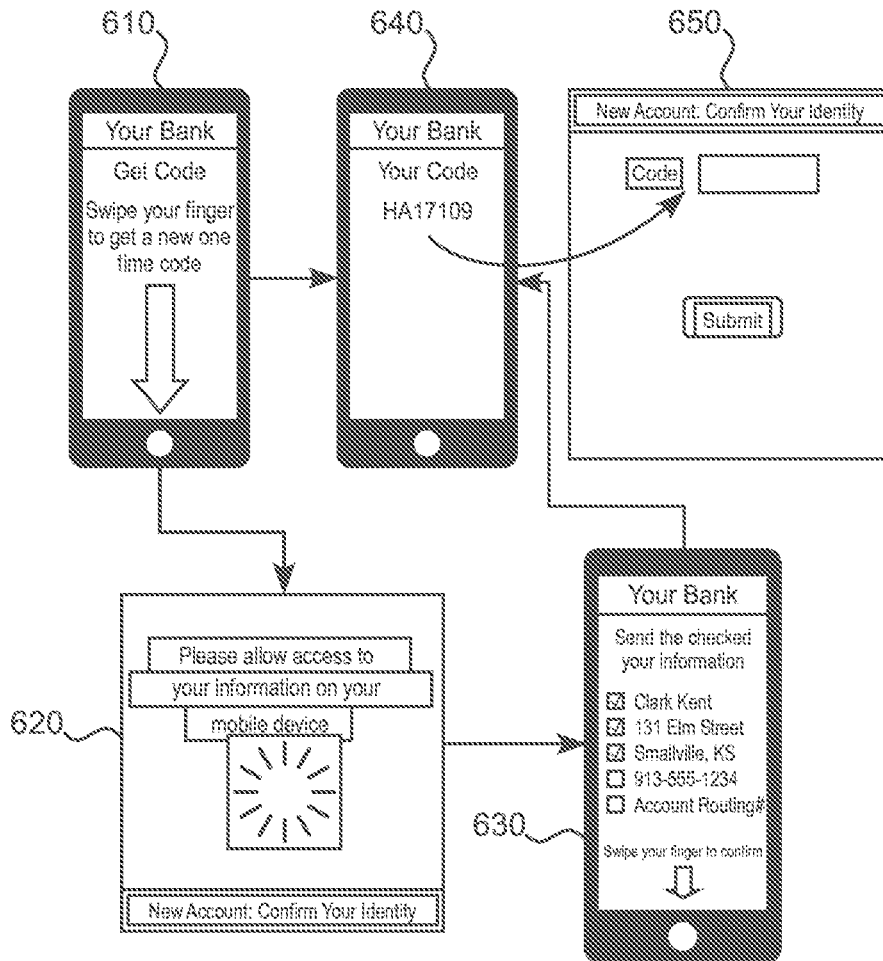 610
640
650
Your Bank
Get Code
Swipe your finger
to get a new one
time code
Your Bank
Your Code
HA17109
New Account: Confirm Your Identity
Code
Submit
620
Please allow access to
your information on your
mobile device
New Account: Confirm Your Identity
630
Your Bank
Send the checked
your information
Clark Kent
131 Elm Street
Smallville, KS
913-555-1234
Account Routing#
Swipe your finger to confirm